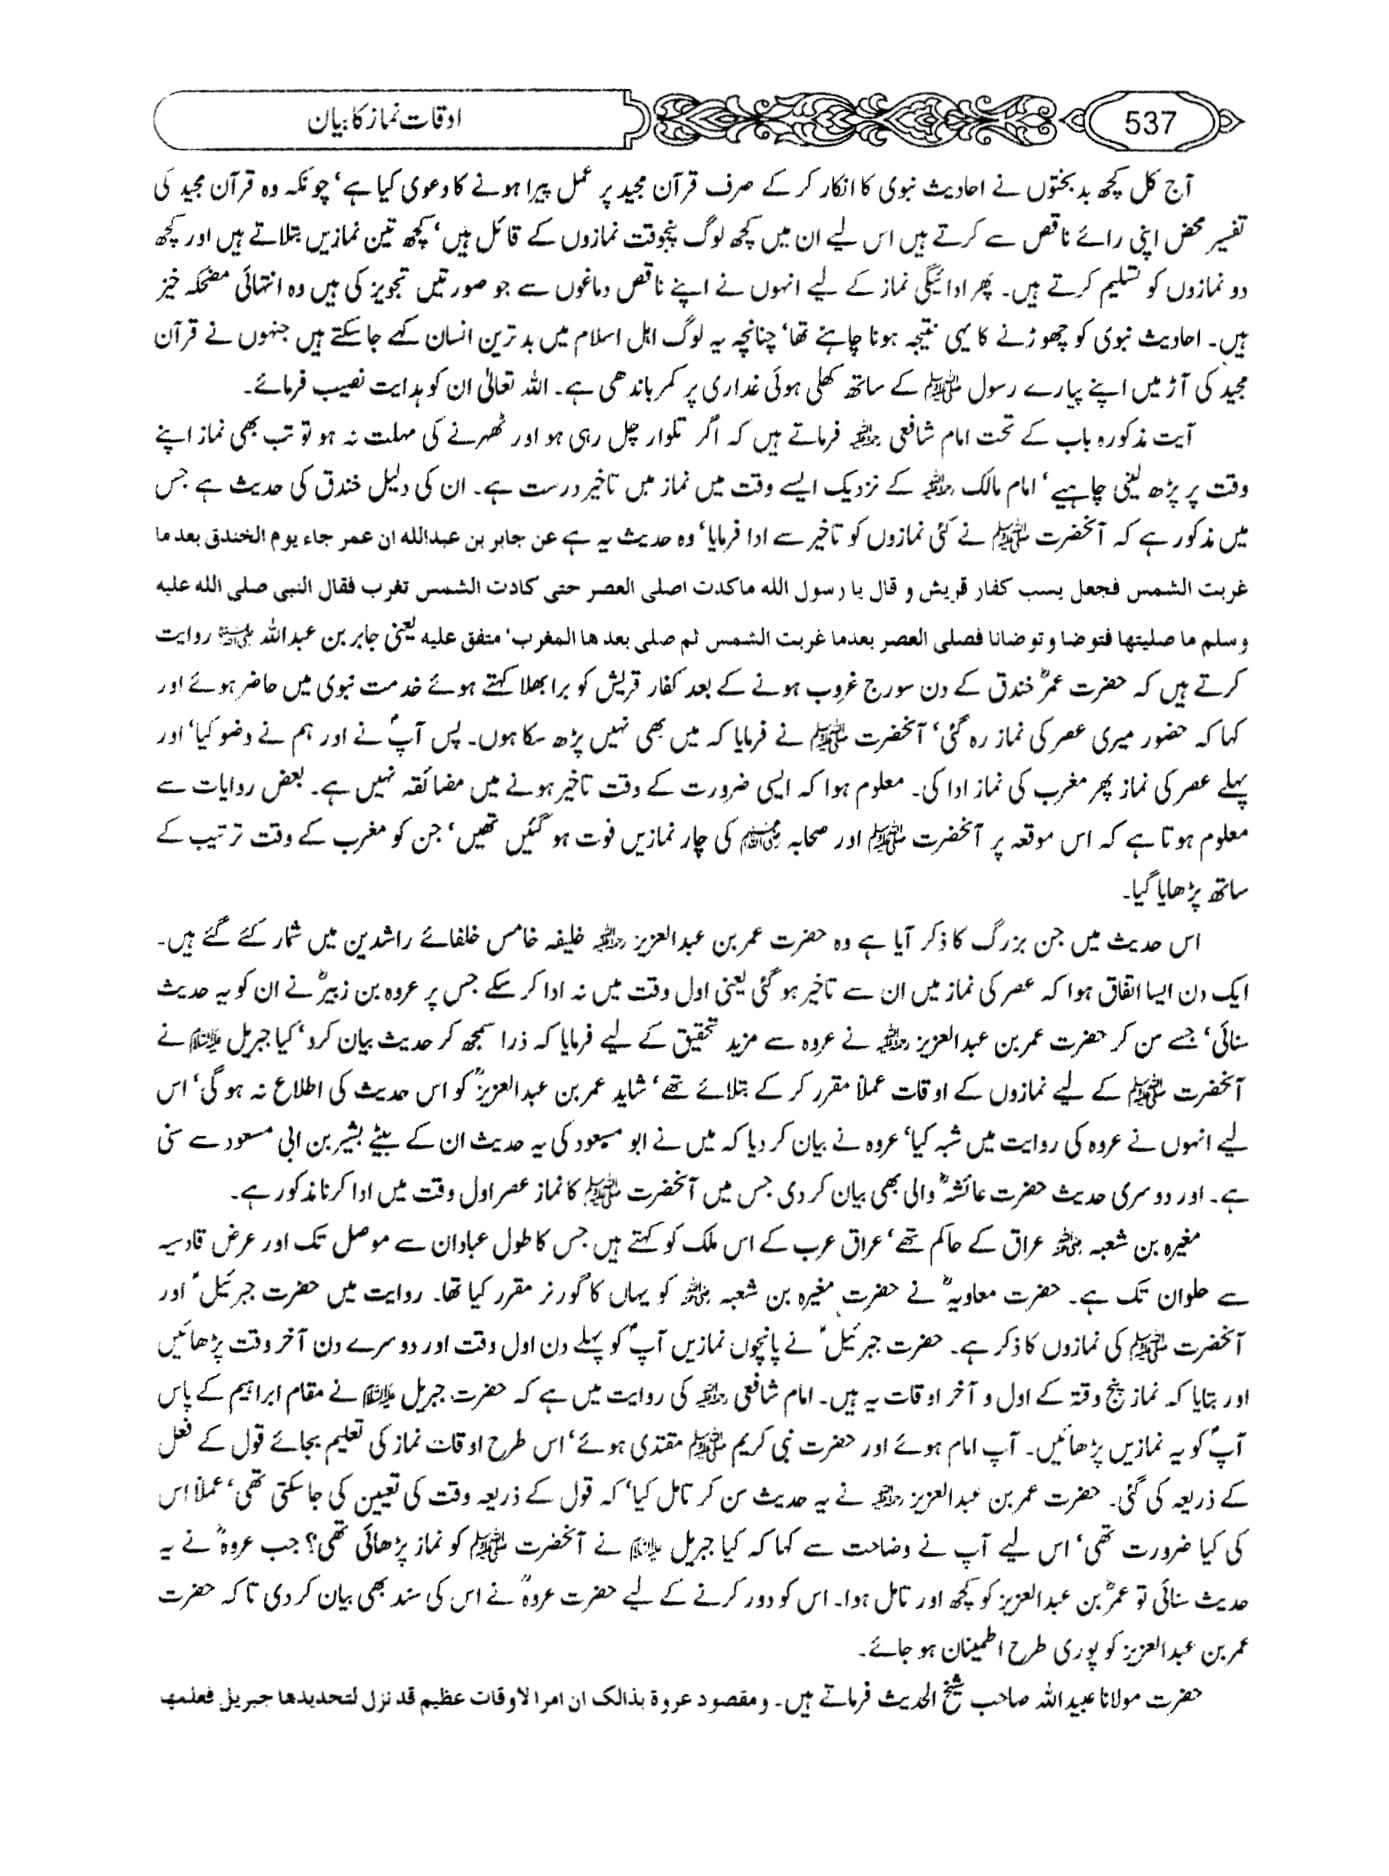 537
اوقات نماز کا بیان
آج کل کچھ بدبختوں نے احادیث نبوی کا انکار کر کے صرف قرآن مجید پر عمل پیرا ہونے کا دعوی کیا ہے‘ چونکہ وہ قرآن مجید کی
تفسیر محض اپنی رائے ناقص سے کرتے ہیں اس لیے ان میں کچھ لوگ پنجوقت نمازوں کے قائل ہیں‘ کچھ تین نمازیں بتلاتے ہیں اور کچھ
دو نمازوں کو تسلیم کرتے ہیں۔ پھر ادائیگی نماز کے لیے انہوں نے اپنے ناقص دماغوں سے جو صورتیں تجویز کی ہیں وہ انتہائی مضحکہ خیز
ہیں۔ احادیث نبوی کو چھوڑنے کا یہی نتیجہ ہونا چاہئے تھا‘ چنانچہ یہ لوگ اہل اسلام میں بدترین انسان کہے جاسکتے ہیں جنہوں نے قرآن
مجید کی آڑ میں اپنے پیارے رسول ﷺ کے ساتھ کھلی ہوئی غداری پر کمر باندھی ہے۔ اللہ تعالیٰ ان کو ہدایت نصیب فرمائے۔
آیت مذکورہ باب کے تحت امام شافعی رحمہ اللہ فرماتے ہیں کہ اگر تلوار چل رہی ہو اور ٹھہرنے کی مہلت نہ ہو تو تب بھی نماز اپنے
وقت پر پڑھ لینی چاہیے‘ امام مالک رحمہ اللہ کے نزدیک ایسے وقت میں نماز میں تاخیر درست ہے۔ ان کی دلیل خندق کی حدیث ہے جس
میں مذکور ہے کہ آنحضرت ﷺ نے کئی نمازوں کو تاخیر سے ادا فرمایا‘ وہ حدیث یہ ہے عن جابر بن عبداللہ ان عمر جاء یوم الخندق بعد ما
غربت الشمس فجعل یسب کفار قریش و قال یا رسول اللہ ماکدت اصلی العصر حتی کادت الشمس تغرب فقال النبی صلی اللہ علیہ
وسلم ما صلیتها فتوضا وتوضانا فصلی العصر بعدما غربت الشمس ثم صلی بعدها المغرب‘ متفق علیه یعنی جابر بن عبداللہ رضی اللہ عنہ روایت
کرتے ہیں کہ حضرت عمرؓ خندق کے دن سورج غروب ہونے کے بعد کفار قریش کو برا بھلا کہتے ہوئے خدمت نبوی میں حاضر ہوئے اور
کہا کہ حضور میری عصر کی نماز رہ گئی‘ آنحضرت ﷺ نے فرمایا کہ میں بھی نہیں پڑھ سکا ہوں۔ پس آپؐ نے اور ہم نے وضو کیا‘ اور
پہلے عصر کی نماز پھر مغرب کی نماز ادا کی۔ معلوم ہوا کہ ایسی ضرورت کے وقت تاخیر ہونے میں مضائقہ نہیں ہے۔ بعض روایات سے
معلوم ہوتا ہے کہ اس موقعہ پر آنحضرت ﷺ اور صحابہ رضی اللہ عنہم کی چار نمازیں فوت ہو گئیں تھیں‘ جن کو مغرب کے وقت ترتیب کے
ساتھ پڑھایا گیا۔
اس حدیث میں جن بزرگ کا ذکر آیا ہے وہ حضرت عمر بن عبدالعزیز رحمہ اللہ خلیفہ خامس خلفائے راشدین میں شمار کئے گئے ہیں۔
ایک دن ایسا اتفاق ہوا کہ عصر کی نماز میں ان سے تاخیر ہو گئی یعنی اول وقت میں نہ ادا کر سکے جس پر عروہ بن زبیرؓ نے ان کو یہ حدیث
سنائی‘ جسے سن کر حضرت عمر بن عبدالعزیز رحمہ اللہ نے عروہ سے مزید تحقیق کے لیے فرمایا کہ ذرا سمجھ کر حدیث بیان کرو‘ کیا جبریل علیہ السلام نے
آنحضرت ﷺ کے لیے نمازوں کے اوقات عملاً مقرر کر کے بتلائے تھے‘ شاید عمر بن عبدالعزیزؒ کو اس حدیث کی اطلاع نہ ہو گی‘ اس
لیے انہوں نے عروہ کی روایت میں شبہ کیا‘ عروہ نے بیان کر دیا کہ میں نے ابو مسعود کی یہ حدیث ان کے بیٹے بشیر بن ابی مسعود سے سنی
ہے۔ اور دوسری حدیث حضرت عائشہؓ والی بھی بیان کر دی جس میں آنحضرت ﷺ کا نماز عصر اول وقت میں ادا کرنا مذکور ہے۔
مغیرہ بن شعبہ رضی اللہ عنہ عراق کے حاکم تھے‘ عراق عرب کے اس ملک کو کہتے ہیں جس کا طول عبادان سے موصل تک اور عرض قادسیہ
سے حلوان تک ہے۔ حضرت معاویہؓ نے حضرت مغیرہ بن شعبہ رضی اللہ عنہ کو یہاں کا گورنر مقرر کیا تھا۔ روایت میں حضرت جبرئیلؑ اور
آنحضرت ﷺ کی نمازوں کا ذکر ہے۔ حضرت جبرئیلؑ نے پانچوں نمازیں آپؐ کو پہلے دن اول وقت اور دوسرے دن آخر وقت پڑھائیں
اور بتایا کہ نماز پنج وقتہ کے اول و آخر اوقات یہ ہیں۔ امام شافعی رحمہ اللہ کی روایت میں ہے کہ حضرت جبریل علیہ السلام نے مقام ابراہیم کے پاس
آپؐ کو یہ نمازیں پڑھائیں۔ آپ امام ہوئے اور حضرت نبی کریم ﷺ مقتدی ہوئے‘ اس طرح اوقات نماز کی تعلیم بجائے قول کے فعل
کے ذریعہ کی گئی۔ حضرت عمر بن عبدالعزیز رحمہ اللہ نے یہ حدیث سن کر تامل کیا‘ کہ قول کے ذریعہ وقت کی تعیین کی جاسکتی تھی‘ عملاً اس
کی کیا ضرورت تھی‘ اس لیے آپ نے وضاحت سے کہا کہ کیا جبریل علیہ السلام نے آنحضرت ﷺ کو نماز پڑھائی تھی؟ جب عروہؒ نے یہ
حدیث سنائی تو عمرؓ بن عبدالعزیز کو کچھ اور تامل ہوا۔ اس کو دور کرنے کے لیے حضرت عروہؒ نے اس کی سند بھی بیان کر دی تاکہ حضرت
عمر بن عبدالعزیز کو پوری طرح اطمینان ہو جائے۔
حضرت مولانا عبیداللہ صاحب شیخ الحدیث فرماتے ہیں۔ ومقصود عروة بذالک ان امرالاوقات عظیم قد نزل لتحدیدها جبریل فعلمها